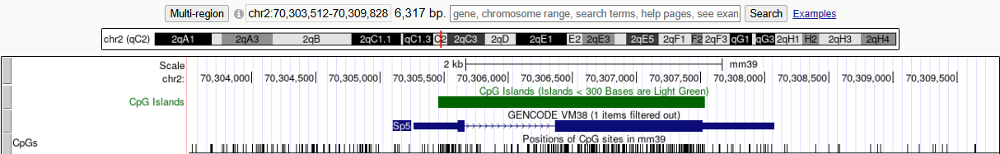 Multi-region chr2:70,303,512-70,309,828 6,317 bp. gene, chromosome range, search terms, help pages, see exan Search Examples
chr2 (qC2) 2qA1 2qA3 2qB 2qC1.1 qC1.3 C2 2qC3 2qD 2qE1 E2 2qE3 2qE5 2qF1 F2 2qF3 qG1 qG3 2qH1 H2 2qH3 2qH4
Scale 2 kb mm39
chr2: 70,304,000 70,304,500 70,305,000 70,305,500 70,306,000 70,306,500 70,307,000 70,307,500 70,308,000 70,308,500 70,309,000 70,309,500
CpG Islands (Islands < 300 Bases are Light Green)
CpG Islands
GENCODE VM38 (1 items filtered out)
Sp5
Positions of CpG sites in mm39
CpGs